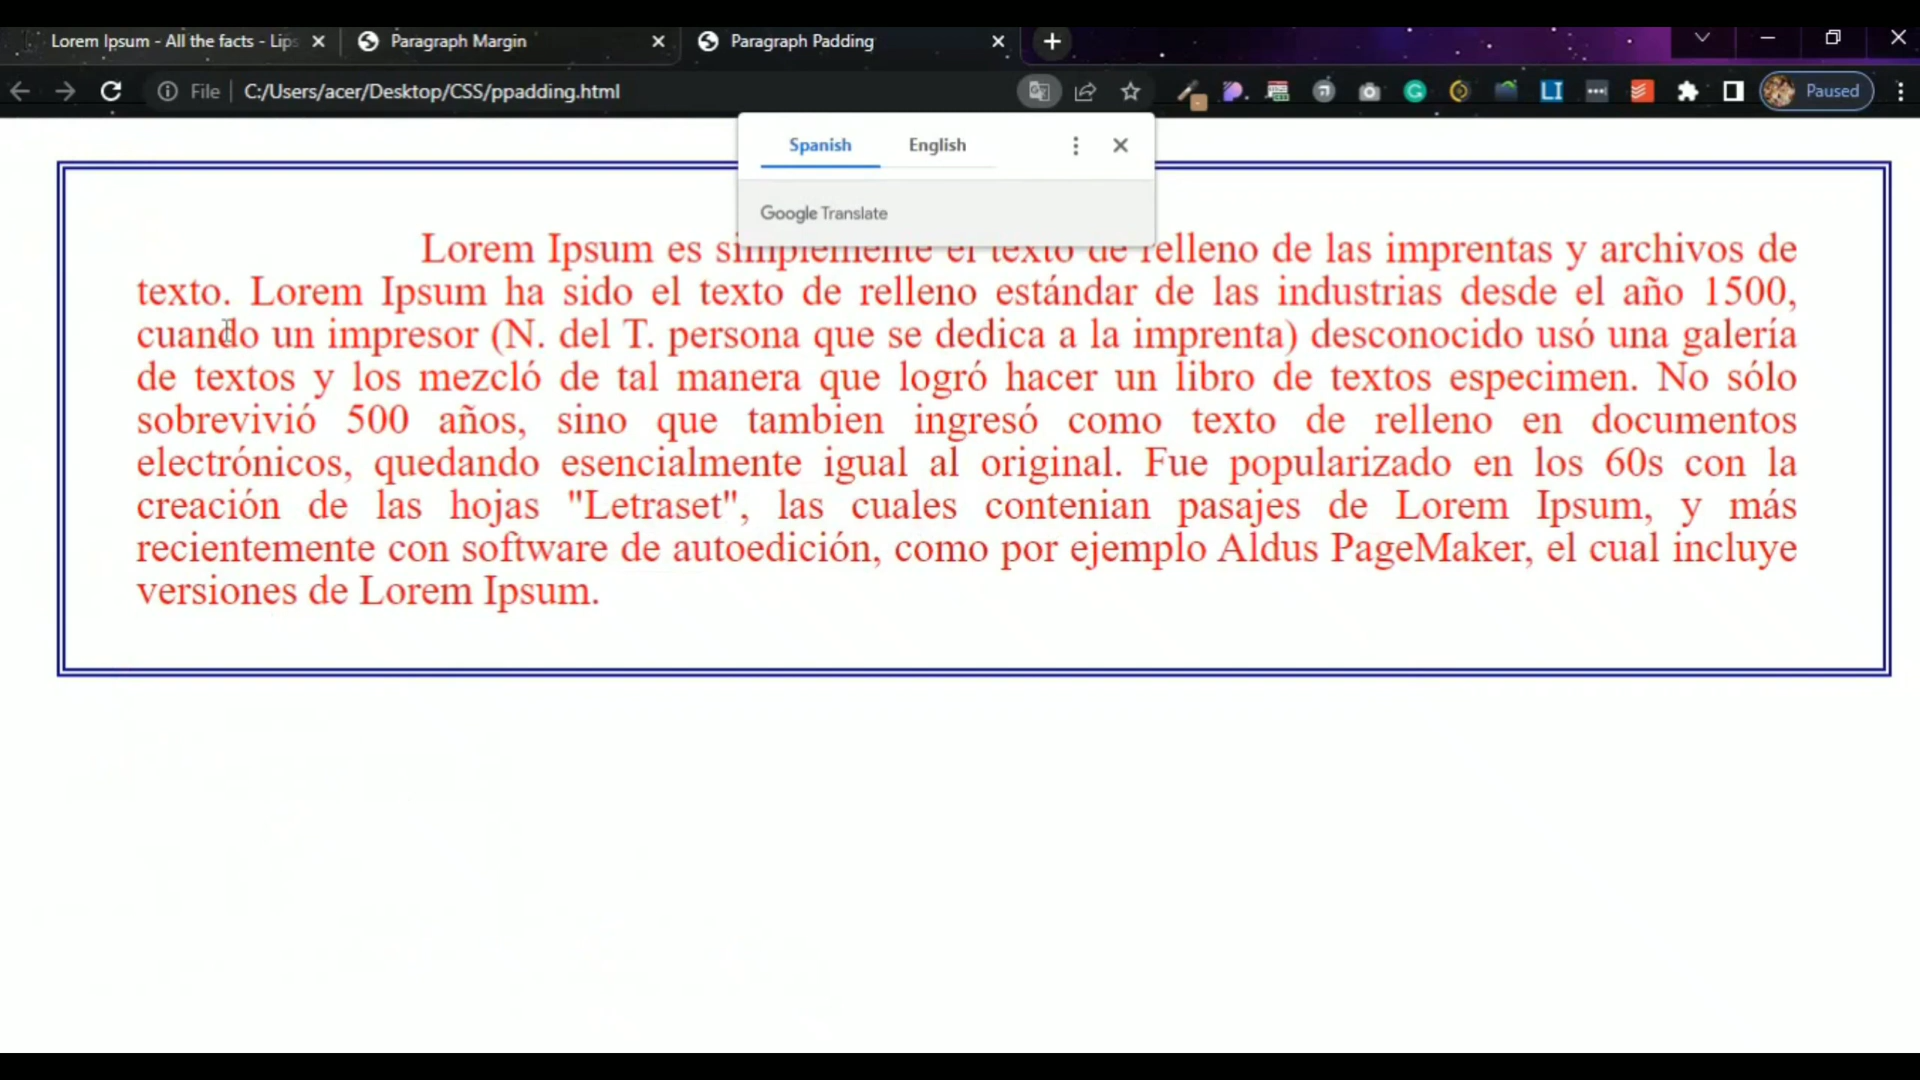 Lorem Ipsum - All the facts - Lips
Paragraph Margin
Paragraph Padding
File
C:/Users/acer/Desktop/CSS/ppadding.html
LI
Paused
Spanish
English
Google Translate
Lorem Ipsum es simplemente el texto de relleno de las imprentas y archivos de
texto. Lorem Ipsum ha sido el texto de relleno estándar de las industrias desde el año 1500,
cuando un impresor (N. del T. persona que se dedica a la imprenta) desconocido usó una galería
de textos y los mezcló de tal manera que logró hacer un libro de textos especimen. No sólo
sobrevivió 500 años, sino que tambien ingresó como texto de relleno en documentos
electrónicos, quedando esencialmente igual al original. Fue popularizado en los 60s con la
creación de las hojas "Letraset", las cuales contenian pasajes de Lorem Ipsum, y más
recientemente con software de autoedición, como por ejemplo Aldus PageMaker, el cual incluye
versiones de Lorem Ipsum.